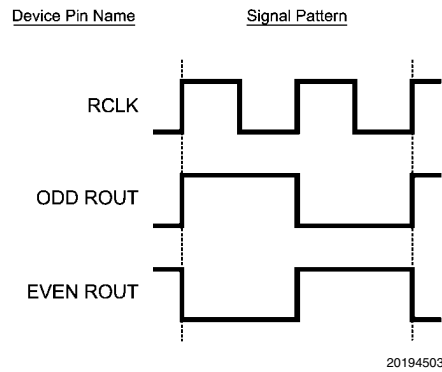 Device Pin Name Signal Pattern
RCLK
ODD ROUT
EVEN ROUT
20194503